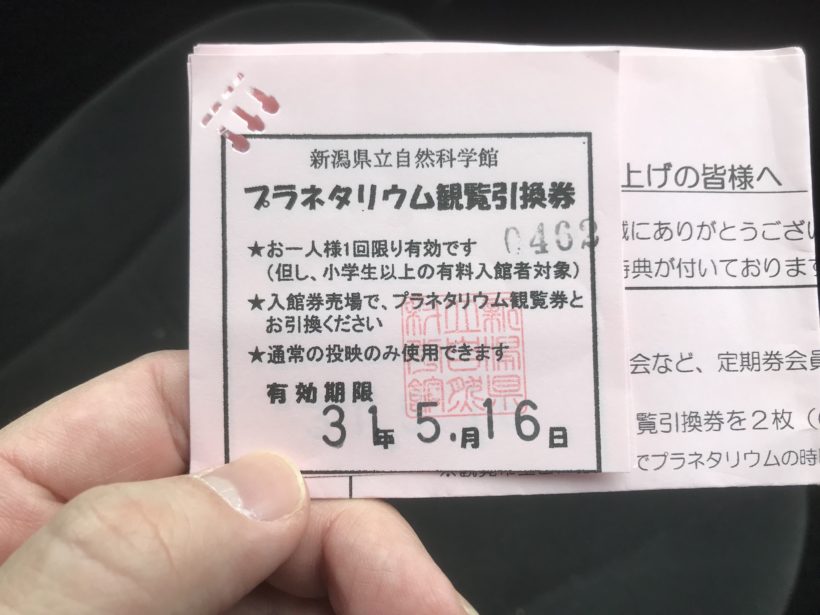 新潟県立自然科学館
プラネタリウム観覧引換券
0462
★お一人様1回限り有効です
(但し、小学生以上の有料入館者対象)
★入館券売場で、プラネタリウム観覧券と
お引換ください
★通常の投映のみ使用できます
有効期限
31年5.月16日
上げの皆様へ
にありがとうござい
典が付いております
会など、定期券会員
覧引換券を2枚(
でプラネタリウムの時